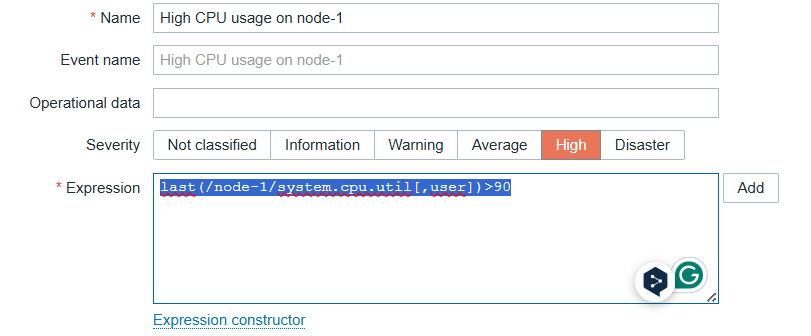 * Name High CPU usage on node-1
Event name High CPU usage on node-1
Operational data
Severity Not classified Information Warning Average High Disaster
* Expression last(/node-1/system.cpu.util[,user])>90 Add
Expression constructor